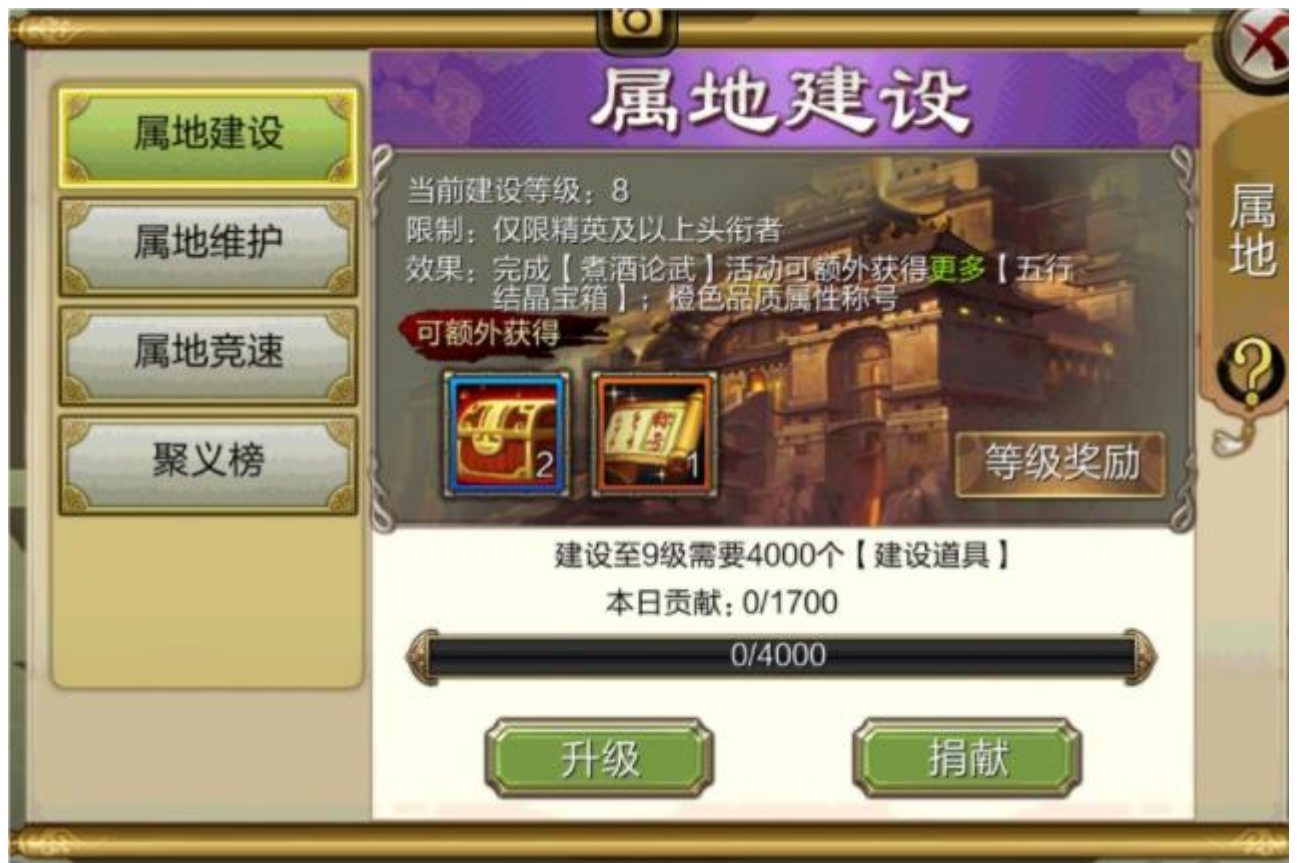 属地建设
属地
属地建设
属地维护
属地竞速
聚义榜
当前建设等级：8
限制：仅限精英及以上头衔者
效果：完成【煮酒论武】活动可额外获得更多【五行
结晶宝箱】；橙色品质属性称号
可额外获得
2
称号
1
等级奖励
建设至9级需要4000个【建设道具】
本日贡献：0/1700
0/4000
升级
捐献